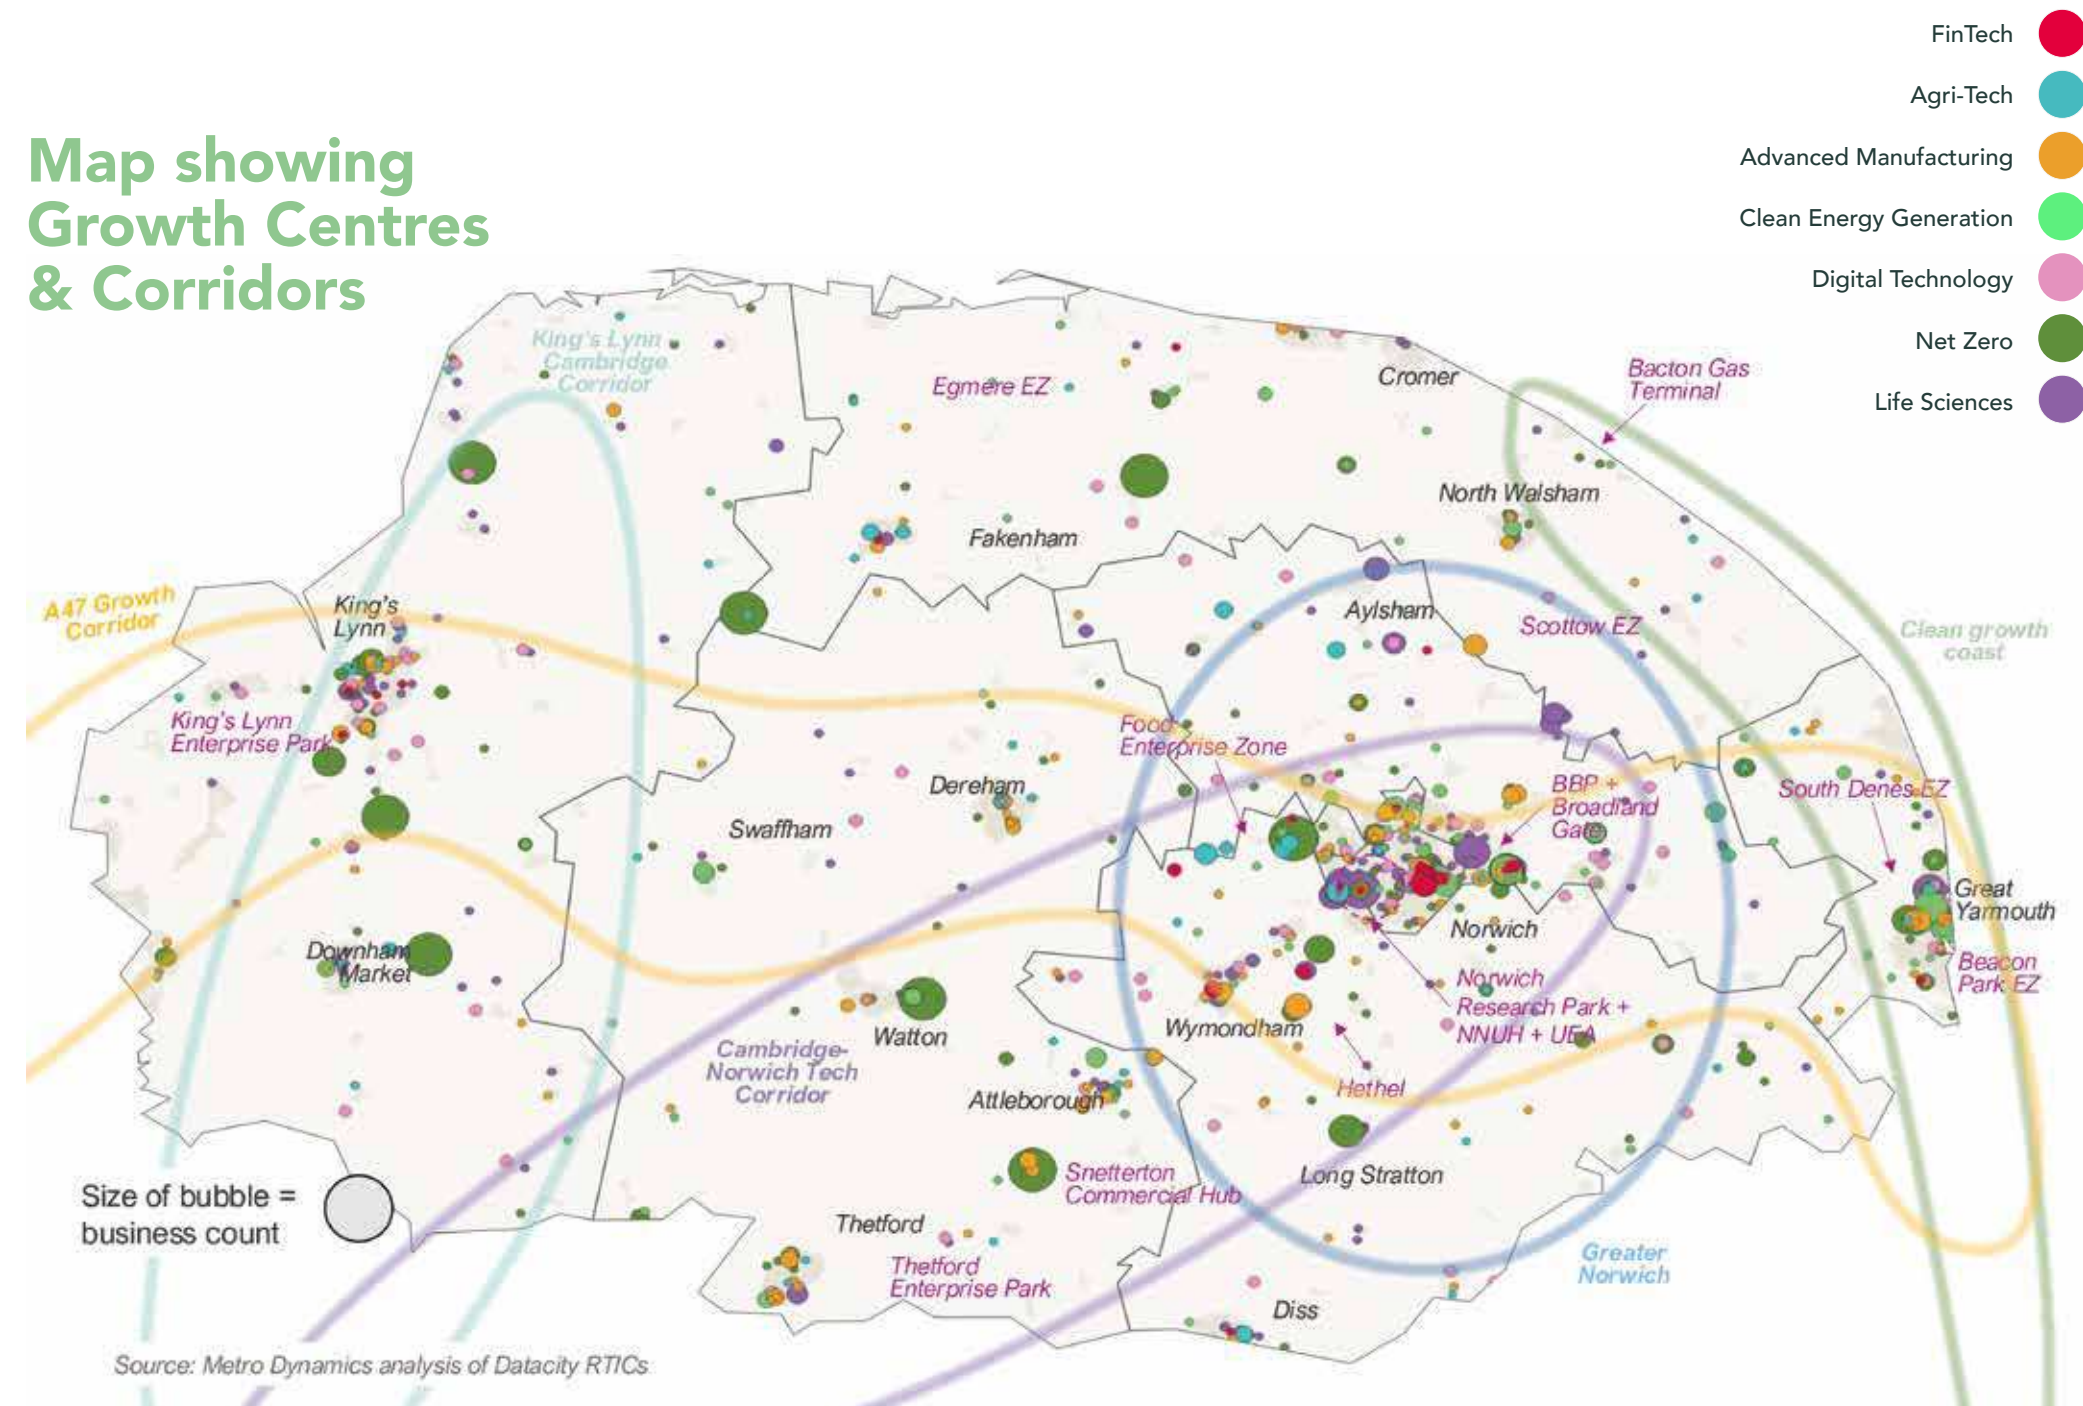 FinTech
Agri-Tech
Advanced Manufacturing
Clean Energy Generation
Digital Technology
Net Zero
Life Sciences
Map showing
Growth Centres
& Corridors
King's Lynn
Cambridge
Corridor
Egmere EZ
Cromer
Bacton Gas
Terminal
North Walsham
Fakenham
A47 Growth
Corridor
King's
Lynn
Aylsham
Scottow EZ
Clean growth
coast
King's Lynn
Enterprise Park
Food
Enterprise Zone
Dereham
BBP +
Broadland
Gate
South Denes EZ
Swaffham
Great
Yarmouth
Norwich
Downham
Market
Beacon
Park EZ
Norwich
Research Park +
NNUH + UEA
Wymondham
Watton
Cambridge-
Norwich Tech
Corridor
Hethel
Attleborough
Snetterton
Commercial Hub
Long Stratton
Size of bubble =
business count
Thetford
Thetford
Enterprise Park
Greater
Norwich
Diss
Source: Metro Dynamics analysis of Datacity RTICs